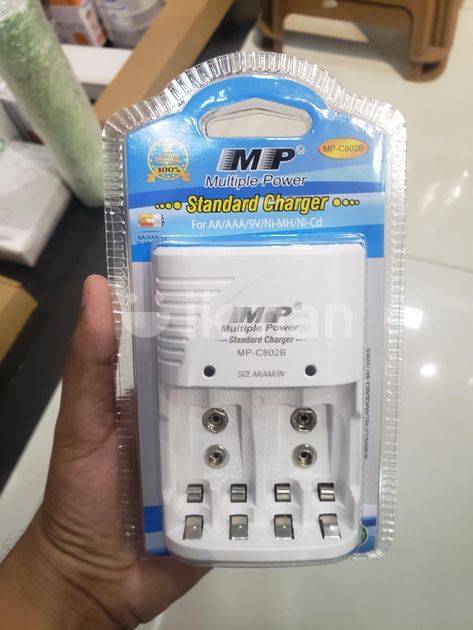 MP®
MP-C802B
Multiple Power
100%
Standard Charger
For AA/AAA/9V/Ni-MH/Ni-Cd
AA/AAA
MP®
Multiple Power
Standard Charger
MP-C802B
SIZE AA/AAA/9V
ikman